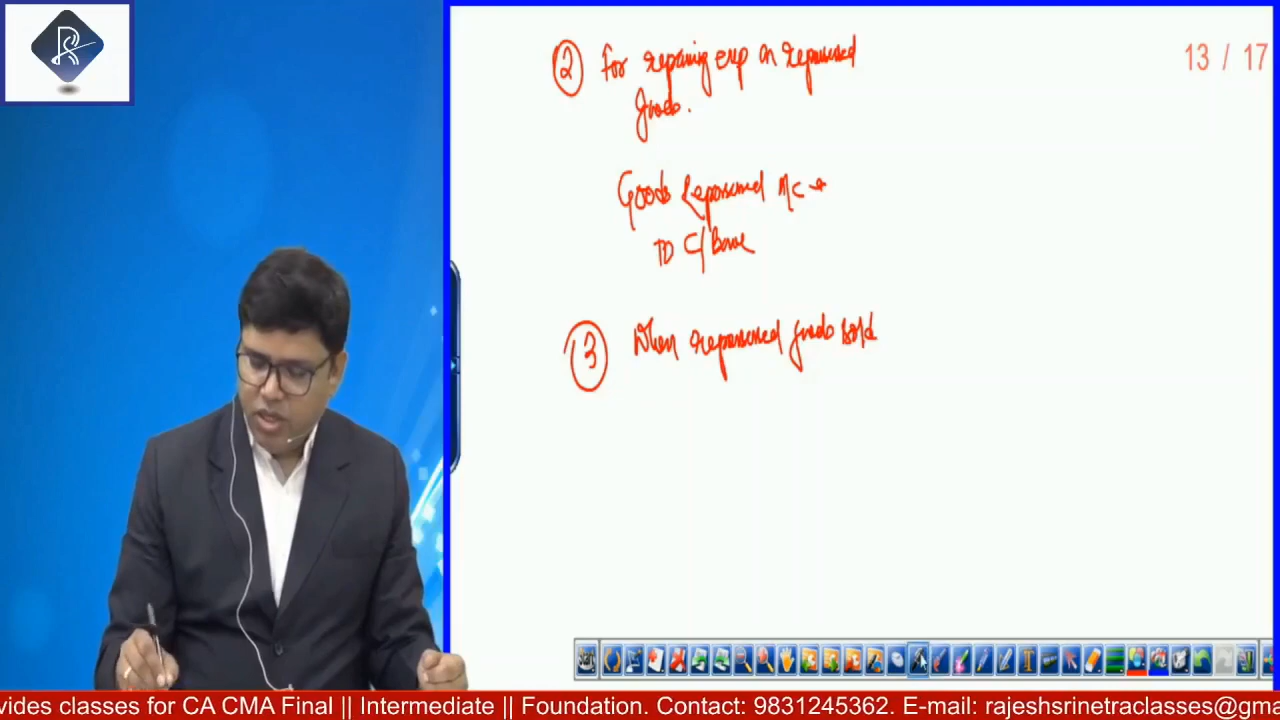 13 / 17
(2) For repairing exp on repossessed
goods.
Goods Repossessed A/c
TO C/Bank
(3) When repossessed goods sold
vides classes for CA CMA Final || Intermediate || Foundation. Contact: 9831245362. E-mail: rajeshsrinetraclasses@gma